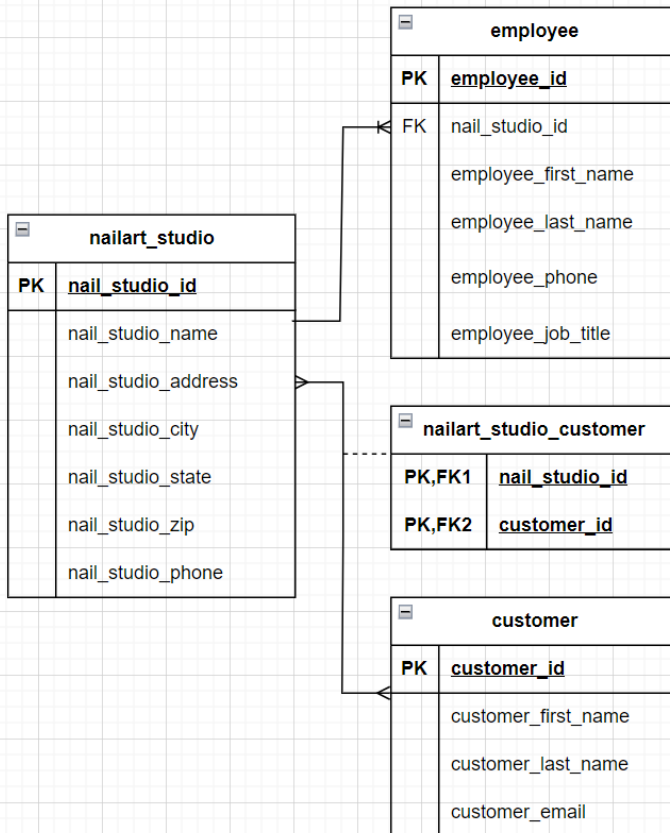 employee
PK employee_id
FK nail_studio_id
employee_first_name
employee_last_name
employee_phone
employee_job_title
nailart_studio
PK nail_studio_id
nail_studio_name
nail_studio_address
nail_studio_city
nail_studio_state
nail_studio_zip
nail_studio_phone
nailart_studio_customer
PK,FK1 nail_studio_id
PK,FK2 customer_id
customer
PK customer_id
customer_first_name
customer_last_name
customer_email